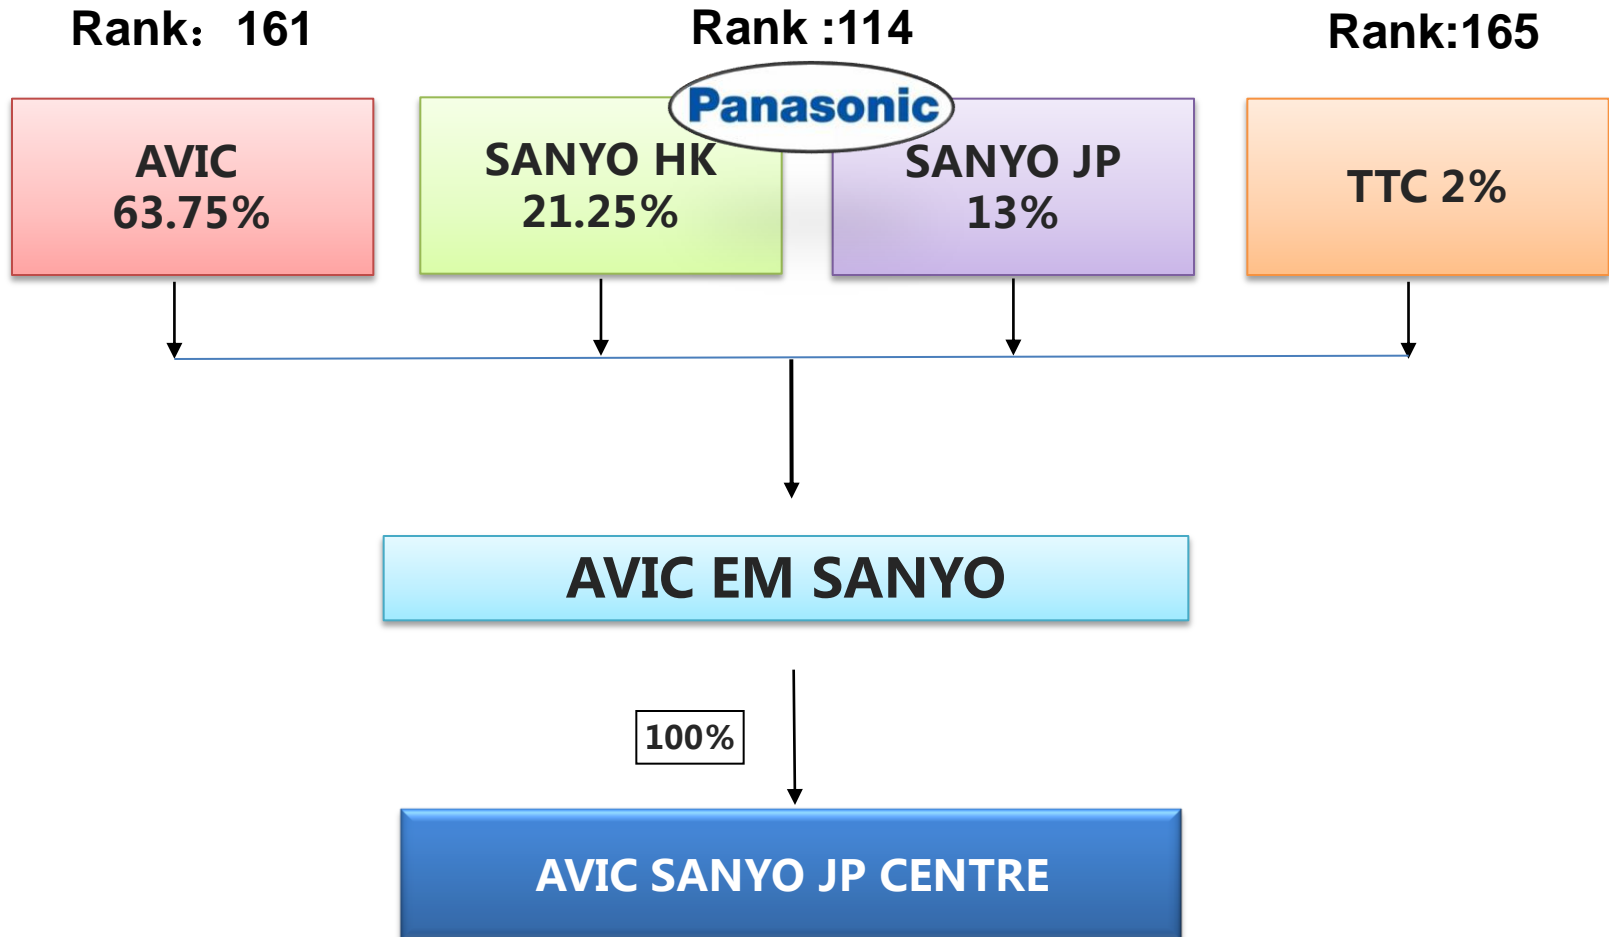 Rank：161
Rank :114
Rank:165
Panasonic
AVIC
63.75%
SANYO HK
21.25%
SANYO JP
13%
TTC 2%
AVIC EM SANYO
100%
AVIC SANYO JP CENTRE